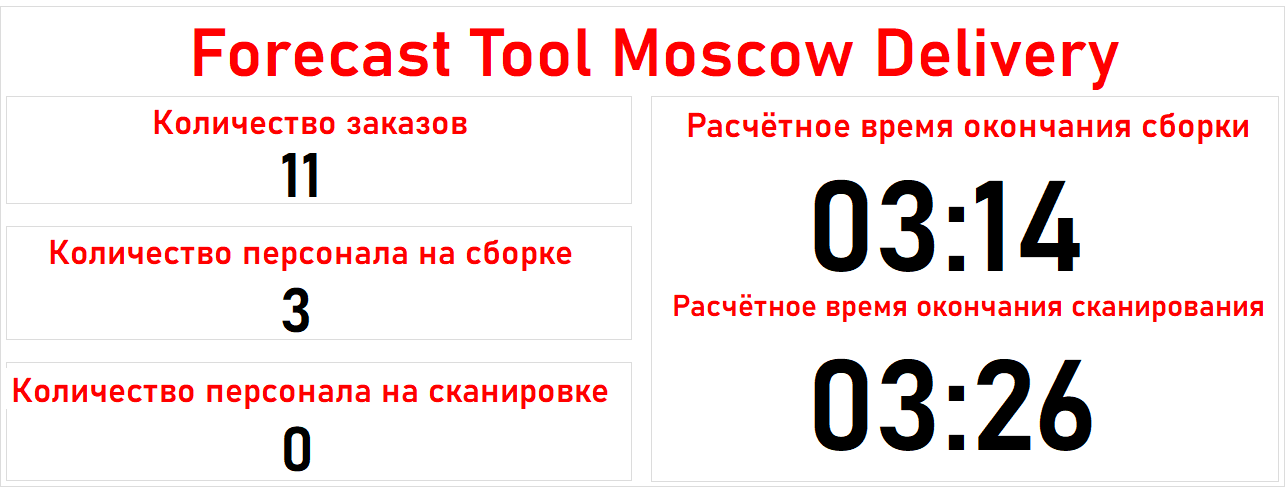 Forecast Tool Moscow Delivery
Количество заказов
11
Количество персонала на сборке
3
Количество персонала на сканировке
0
Расчётное время окончания сборки
03:14
Расчётное время окончания сканирования
03:26